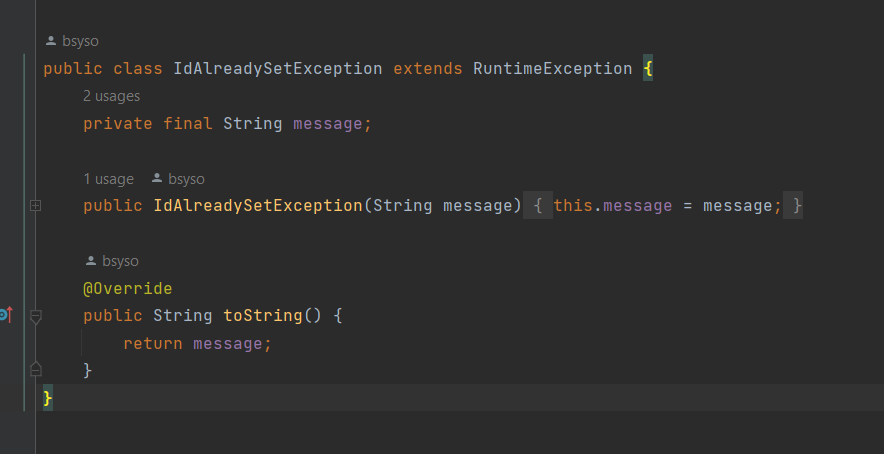 bsyso
public class IdAlreadySetException extends RuntimeException {
2 usages
private final String message;
1 usage bsyso
public IdAlreadySetException(String message) { this.message = message; }
bsyso
@Override
public String toString() {
return message;
}
}